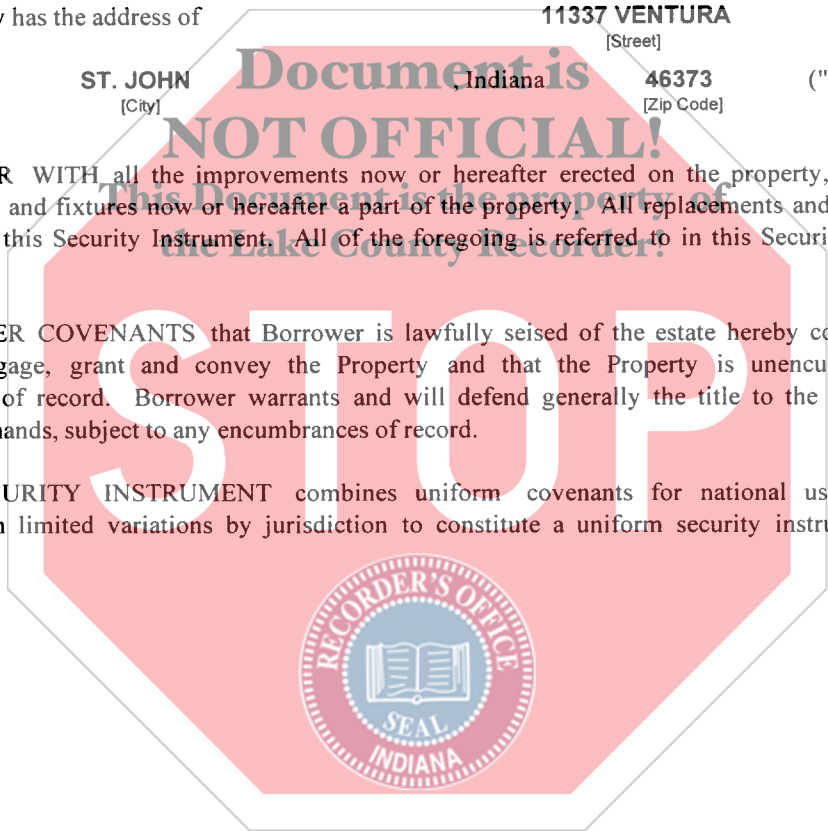 has the address of 11337 VENTURA
[Street]
ST. JOHN , Indiana 46373 ("
[City] [Zip Code]
Document is
NOT OFFICIAL!
WITH all the improvements now or hereafter erected on the property,
This Document is the property of
and fixtures now or hereafter a part of the property. All replacements and
the Lake County Recorder!
this Security Instrument. All of the foregoing is referred to in this Securi
ER COVENANTS that Borrower is lawfully seised of the estate hereby co
gage, grant and convey the Property and that the Property is unencu
of record. Borrower warrants and will defend generally the title to the
ands, subject to any encumbrances of record.
STOP
URITY INSTRUMENT combines uniform covenants for national us
limited variations by jurisdiction to constitute a uniform security instru
RECORDER'S OFFICE
SEAL
INDIANA